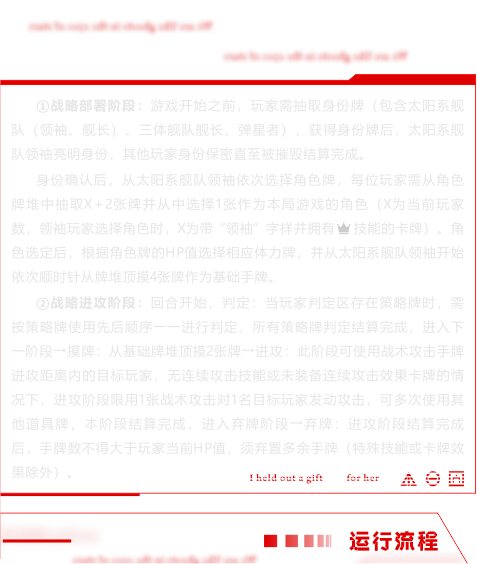 ①战略部署阶段：游戏开始之前，玩家需抽取身份牌（包含太阳系舰
队（领袖、舰长）、三体舰队舰长、弹星者），获得身份牌后，太阳系舰
队领袖亮明身份，其他玩家身份保密直至被摧毁结算完成。
身份确认后，从太阳系舰队领袖依次选择角色牌，每位玩家需从角色
牌堆中抽取X＋2张牌并从中选择1张作为本局游戏的角色（X为当前玩家
数，领袖玩家选择角色时，X为带“领袖”字样并拥有技能的卡牌）。角
色选定后，根据角色牌的HP值选择相应体力牌，并从太阳系舰队领袖开始
依次顺时针从牌堆顶摸4张牌作为基础手牌。
②战略进攻阶段：回合开始，判定：当玩家判定区存在策略牌时，需
按策略牌使用先后顺序一一进行判定，所有策略牌判定结算完成，进入下
一阶段→摸牌：从基础牌堆顶摸2张牌→进攻：此阶段可使用战术攻击手牌
进攻距离内的目标玩家，无连续攻击技能或未装备连续攻击效果卡牌的情
况下，进攻阶段限用1张战术攻击对1名目标玩家发动攻击，可多次使用其
他道具牌，本阶段结算完成，进入弃牌阶段→弃牌：进攻阶段结算完成
后，手牌数不得大于玩家当前HP值，须弃置多余手牌（特殊技能或卡牌效
果除外）。
I held out a gift for her
运行流程